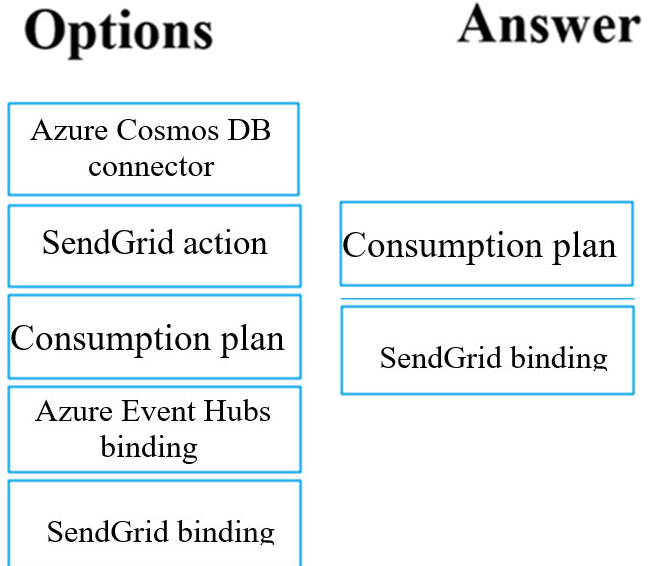 Options
Answer
Azure Cosmos DB
connector
SendGrid action
Consumption plan
Azure Event Hubs
binding
SendGrid binding
Consumption plan
SendGrid binding